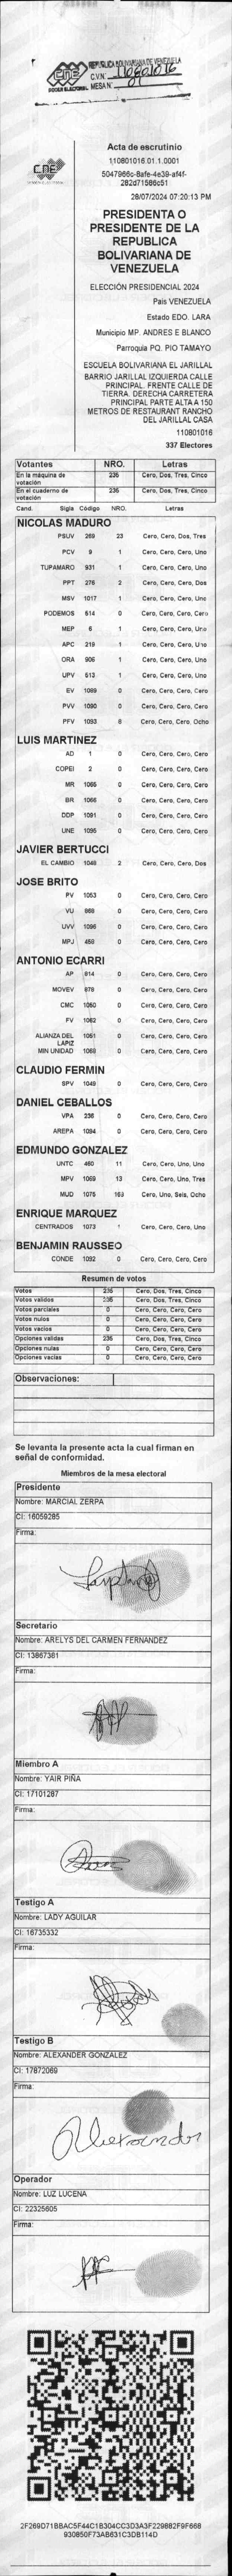 CNE
PODER ELECTORAL
REPUBLICA BOLIVARIANA DE VENEZUELA
C.V.N:
MESA N°:
CNE
Acta de escrutinio
110801016.01.1.0001
5047966c-8afe-4e39-af4f-
282d71586c51
28/07/2024 07:20:13 PM
PRESIDENTA O
PRESIDENTE DE LA
REPUBLICA
BOLIVARIANA DE
VENEZUELA
ELECCIÓN PRESIDENCIAL 2024
Pais VENEZUELA
Estado EDO. LARA
Municipio MP. ANDRES E BLANCO
Parroquia PQ. PIO TAMAYO
ESCUELA BOLIVARIANA EL JARILLAL
BARRIO JARILLAL IZQUIERDA CALLE
PRINCIPAL. FRENTE CALLE DE
TIERRA. DERECHA CARRETERA
PRINCIPAL PARTE ALTA A 150
METROS DE RESTAURANT RANCHO
DEL JARILLAL CASA
110801016
337 Electores
Votantes NRO. Letras
En la máquina de votación 235 Cero, Dos, Tres, Cinco
En el cuaderno de votación 235 Cero, Dos, Tres, Cinco
Cand. Sigla Código NRO. Letras
NICOLAS MADURO
PSUV 269 23 Cero, Cero, Dos, Tres
PCV 9 1 Cero, Cero, Cero, Uno
TUPAMARO 931 1 Cero, Cero, Cero, Uno
PPT 275 2 Cero, Cero, Cero, Dos
MSV 1017 1 Cero, Cero, Cero, Uno
PODEMOS 514 0 Cero, Cero, Cero, Cero
MEP 6 1 Cero, Cero, Cero, Uno
APC 219 1 Cero, Cero, Cero, Uno
ORA 906 1 Cero, Cero, Cero, Uno
UPV 513 1 Cero, Cero, Cero, Uno
EV 1089 0 Cero, Cero, Cero, Cero
PVV 1090 0 Cero, Cero, Cero, Cero
PFV 1093 8 Cero, Cero, Cero, Ocho
LUIS MARTINEZ
AD 1 0 Cero, Cero, Cero, Cero
COPEI 2 0 Cero, Cero, Cero, Cero
MR 1065 0 Cero, Cero, Cero, Cero
BR 1066 0 Cero, Cero, Cero, Cero
DDP 1091 0 Cero, Cero, Cero, Cero
UNE 1095 0 Cero, Cero, Cero, Cero
JAVIER BERTUCCI
EL CAMBIO 1048 2 Cero, Cero, Cero, Dos
JOSE BRITO
PV 1053 0 Cero, Cero, Cero, Cero
VU 868 0 Cero, Cero, Cero, Cero
UVV 1096 0 Cero, Cero, Cero, Cero
MPJ 458 0 Cero, Cero, Cero, Cero
ANTONIO ECARRI
AP 814 0 Cero, Cero, Cero, Cero
MOVEV 878 0 Cero, Cero, Cero, Cero
CMC 1050 0 Cero, Cero, Cero, Cero
FV 1062 0 Cero, Cero, Cero, Cero
ALIANZA DEL LAPIZ 1051 0 Cero, Cero, Cero, Cero
MIN UNIDAD 1068 0 Cero, Cero, Cero, Cero
CLAUDIO FERMIN
SPV 1049 0 Cero, Cero, Cero, Cero
DANIEL CEBALLOS
VPA 236 0 Cero, Cero, Cero, Cero
AREPA 1094 0 Cero, Cero, Cero, Cero
EDMUNDO GONZALEZ
UNTC 460 11 Cero, Cero, Uno, Uno
MPV 1069 13 Cero, Cero, Uno, Tres
MUD 1075 168 Cero, Uno, Seis, Ocho
ENRIQUE MARQUEZ
CENTRADOS 1073 1 Cero, Cero, Cero, Uno
BENJAMIN RAUSSEO
CONDE 1092 0 Cero, Cero, Cero, Cero
Resumen de votos
Votos 235 Cero, Dos, Tres, Cinco
Votos validos 235 Cero, Dos, Tres, Cinco
Votos parciales 0 Cero, Cero, Cero, Cero
Votos nulos 0 Cero, Cero, Cero, Cero
Votos vacios 0 Cero, Cero, Cero, Cero
Opciones validas 235 Cero, Dos, Tres, Cinco
Opciones nulas 0 Cero, Cero, Cero, Cero
Opciones vacias 0 Cero, Cero, Cero, Cero
Observaciones:
Se levanta la presente acta la cual firman en
señal de conformidad.
Miembros de la mesa electoral
Presidente
Nombre: MARCIAL ZERPA
CI: 16059285
Firma:
Secretario
Nombre: ARELYS DEL CARMEN FERNANDEZ
CI: 13867381
Firma:
Miembro A
Nombre: YAIR PIÑA
CI: 17101287
Firma:
Testigo A
Nombre: LADY AGUILAR
CI: 16735332
Firma:
Testigo B
Nombre: ALEXANDER GONZALEZ
CI: 17872069
Firma:
Alexander
Operador
Nombre: LUZ LUCENA
CI: 22325605
Firma:
2F269D71BBAC5F44C1B304CC3D3A3F229882F9F668
930850F73AB631C3DB114D